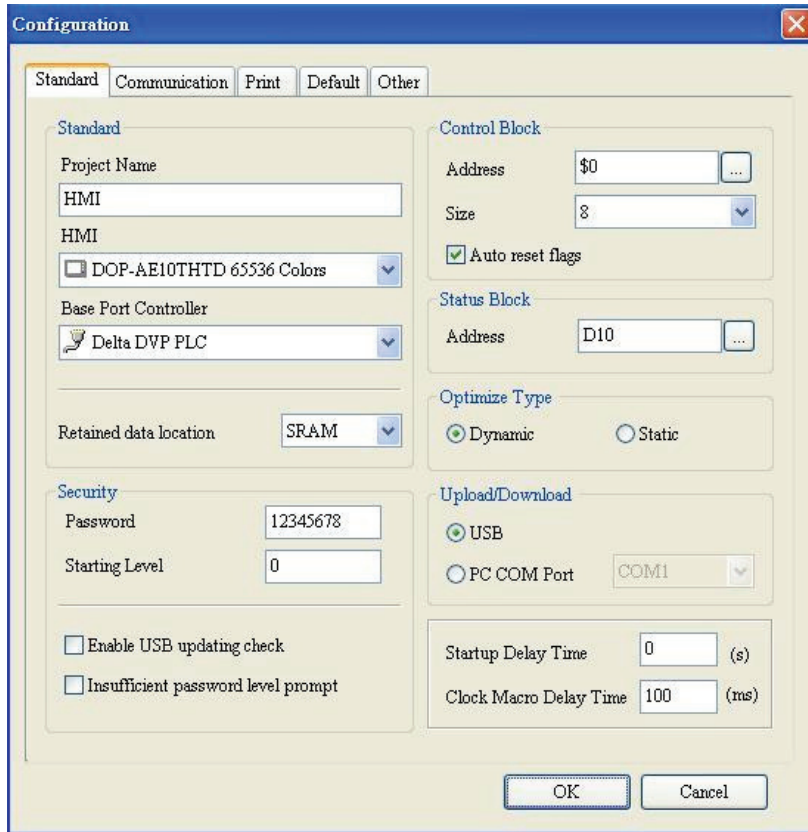 Configuration
Standard Communication Print Default Other
Standard
Project Name
HMI
HMI
DOP-AE10THTD 65536 Colors
Base Port Controller
Delta DVP PLC
Retained data location SRAM
Security
Password 12345678
Starting Level 0
Enable USB updating check
Insufficient password level prompt
Control Block
Address $0 ...
Size 8
Auto reset flags
Status Block
Address D10 ...
Optimize Type
Dynamic Static
Upload/Download
USB
PC COM Port COM1
Startup Delay Time 0 (s)
Clock Macro Delay Time 100 (ms)
OK Cancel